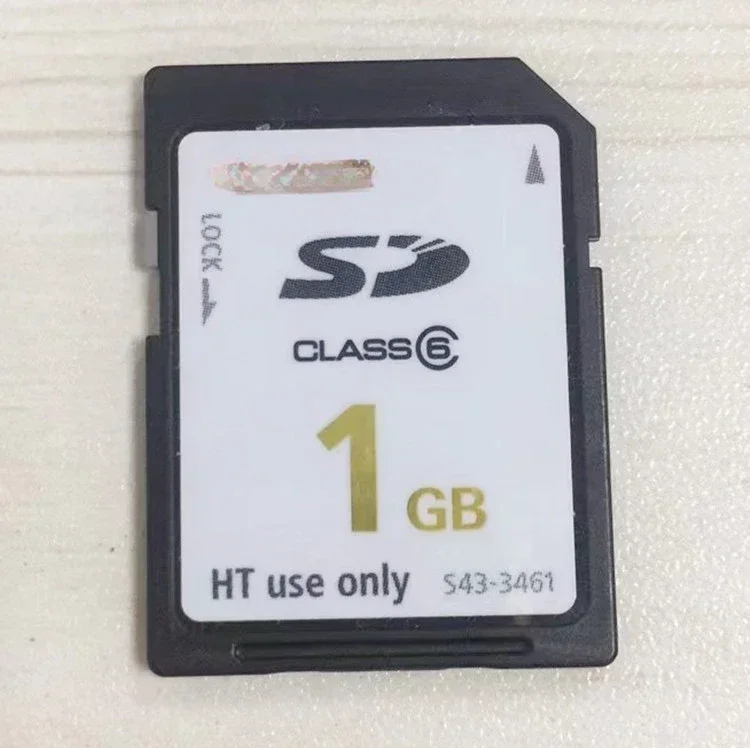 LOCK
SD
CLASS 6
1 GB
HT use only S43-3461